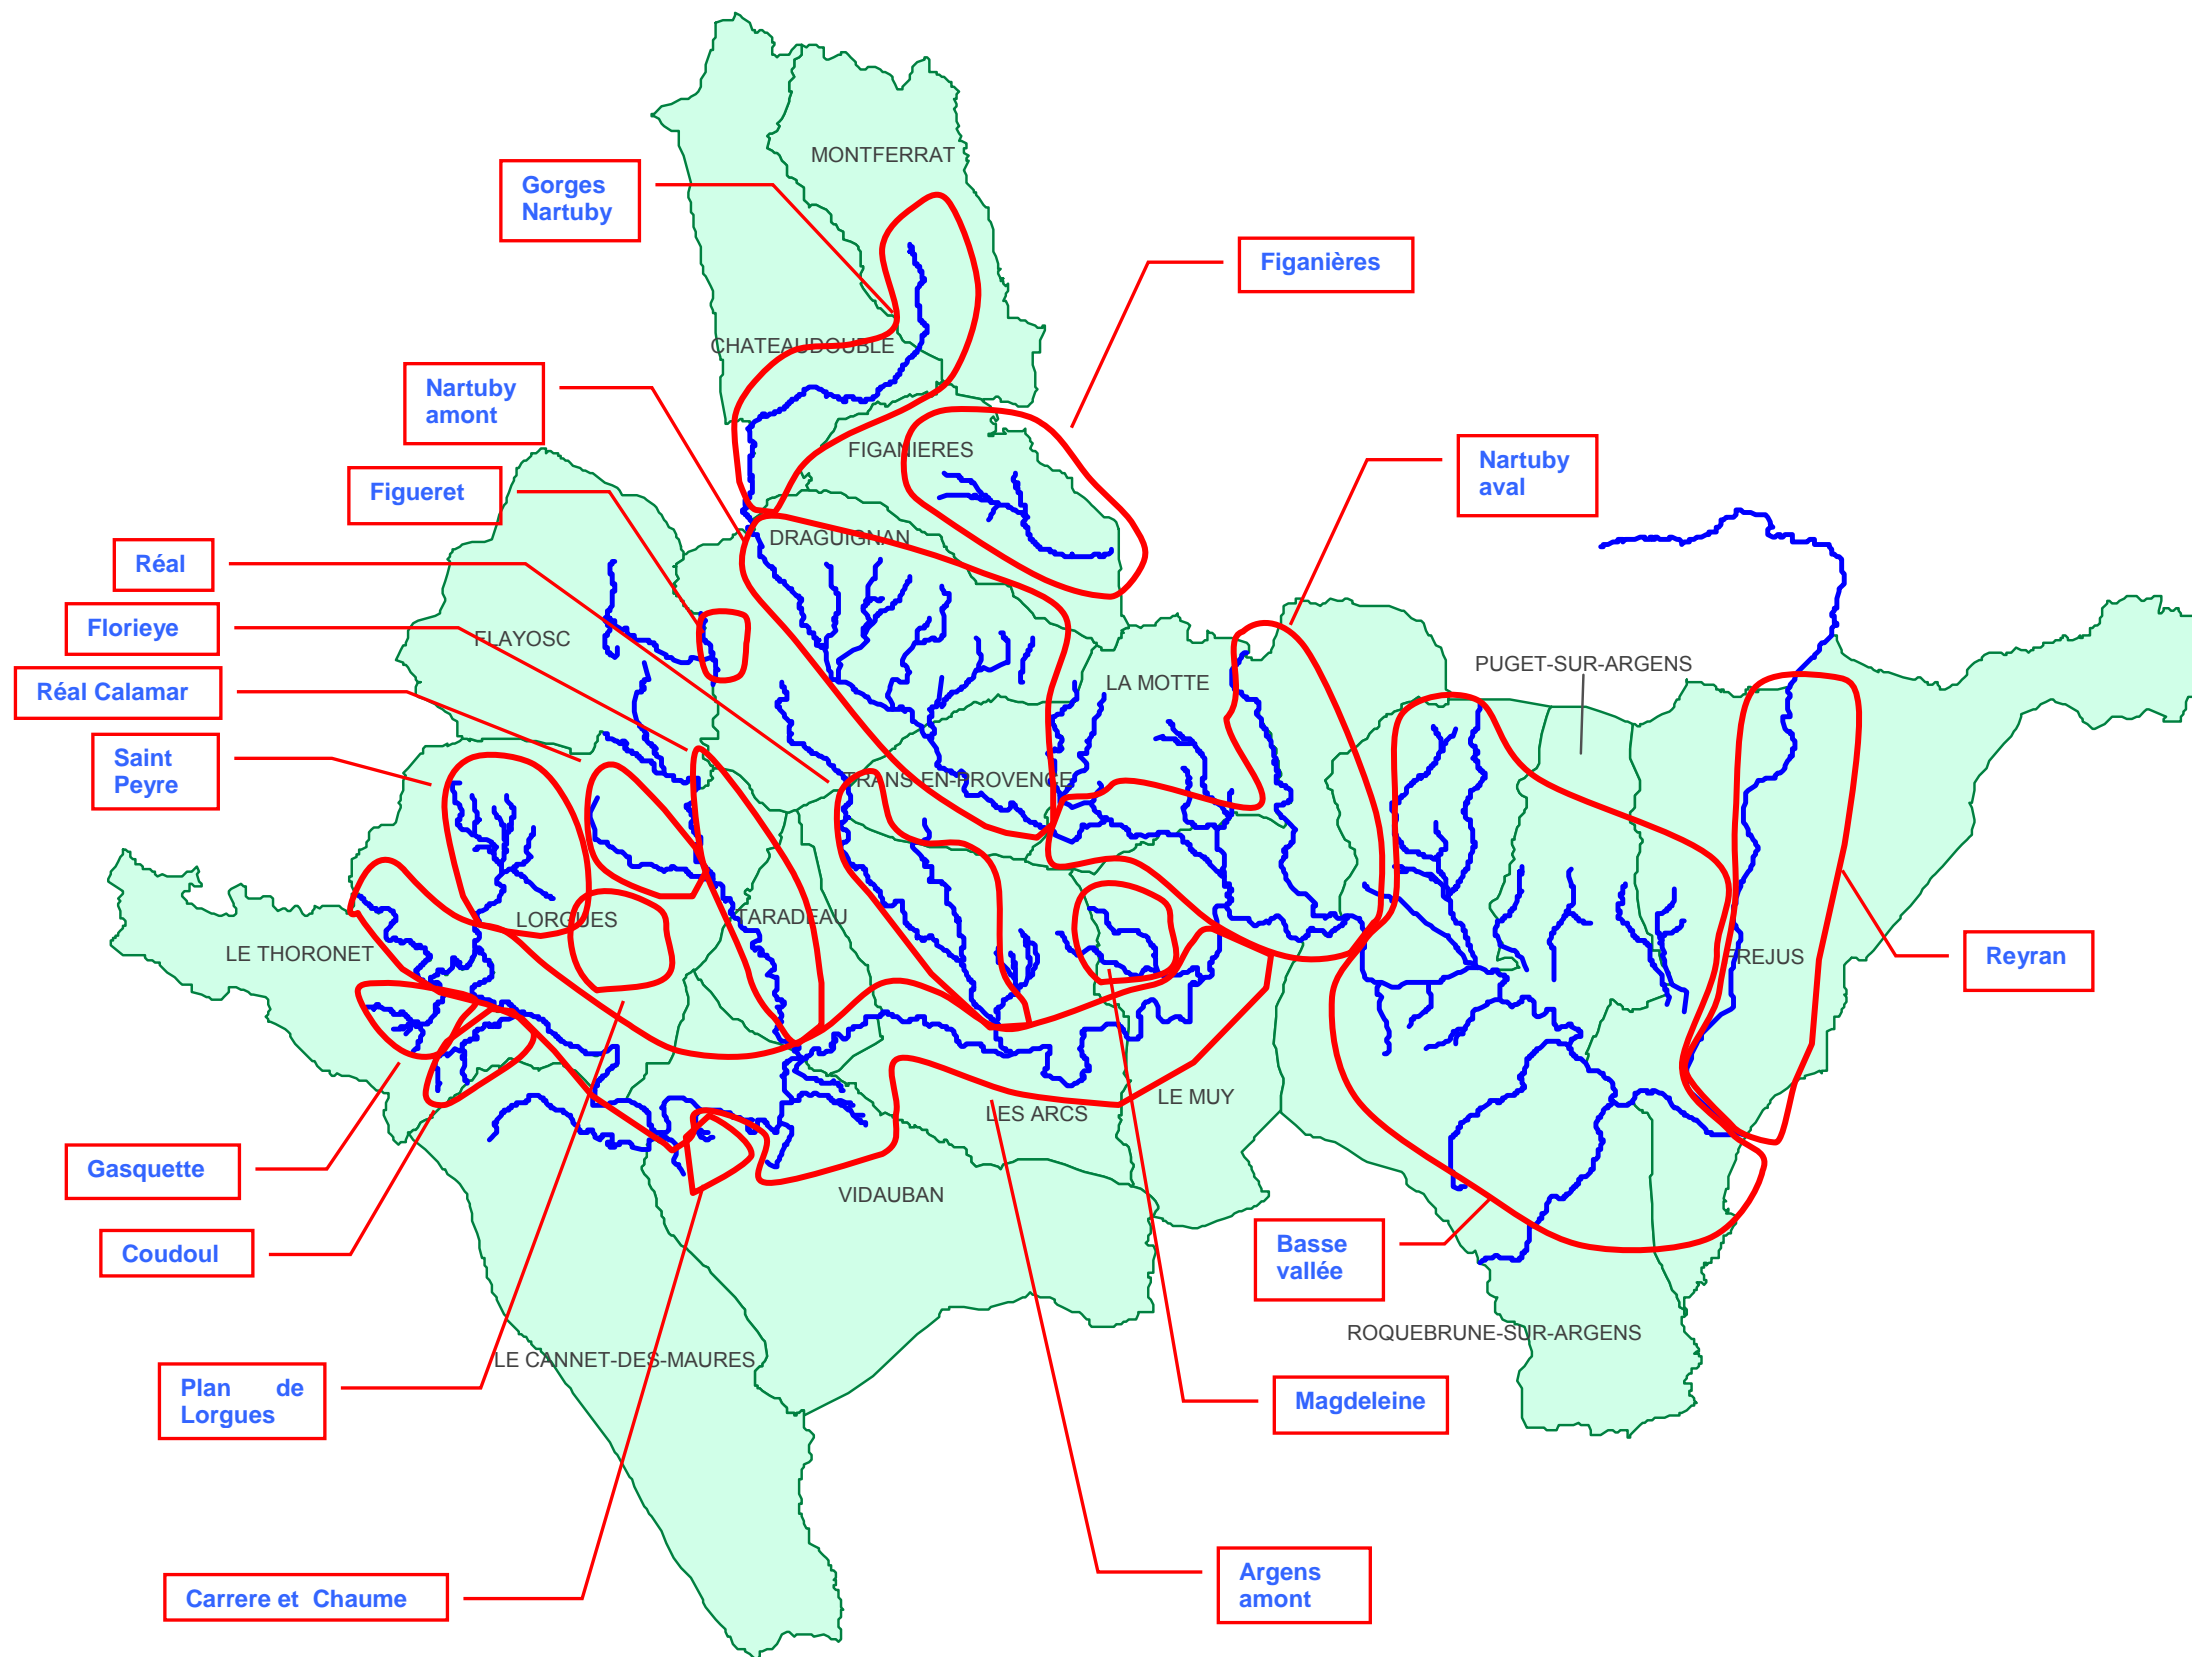 MONTFERRAT
Gorges
Nartuby
Figanières
CHATEAUDOUBLE
Nartuby
amont
FIGANIERES
Nartuby
aval
Figueret
DRAGUIGNAN
Réal
Florieye
FLAYOSC
PUGET-SUR-ARGENS
LA MOTTE
Réal Calamar
Saint
Peyre
TRANS-EN-PROVENCE
LORGUES
TARADEAU
LE THORONET
FREJUS
Reyran
LE MUY
LES ARCS
Gasquette
VIDAUBAN
Coudoul
Basse
vallée
ROQUEBRUNE-SUR-ARGENS
LE CANNET-DES-MAURES
Plan de
Lorgues
Magdeleine
Argens
amont
Carrere et Chaume